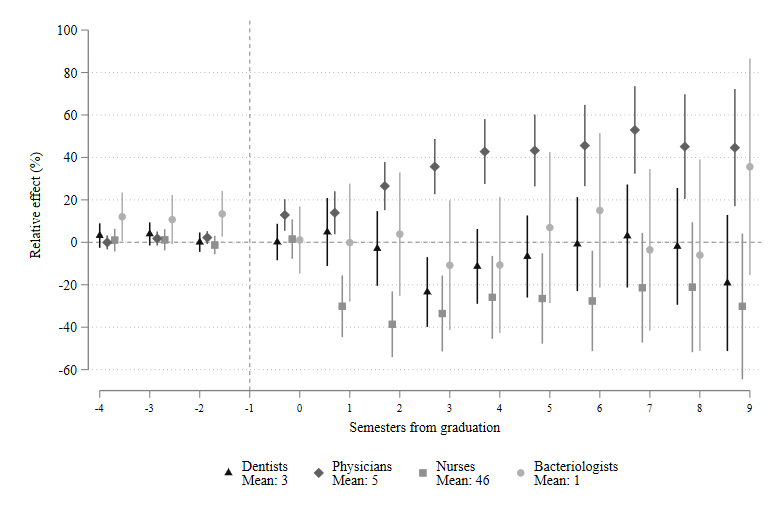 100
80
60
40
20
0
-20
-40
-60
Relative effect (%)
-4 -3 -2 -1 0 1 2 3 4 5 6 7 8 9
Semesters from graduation
Dentists Physicians Nurses Bacteriologists
Mean: 3 Mean: 5 Mean: 46 Mean: 1